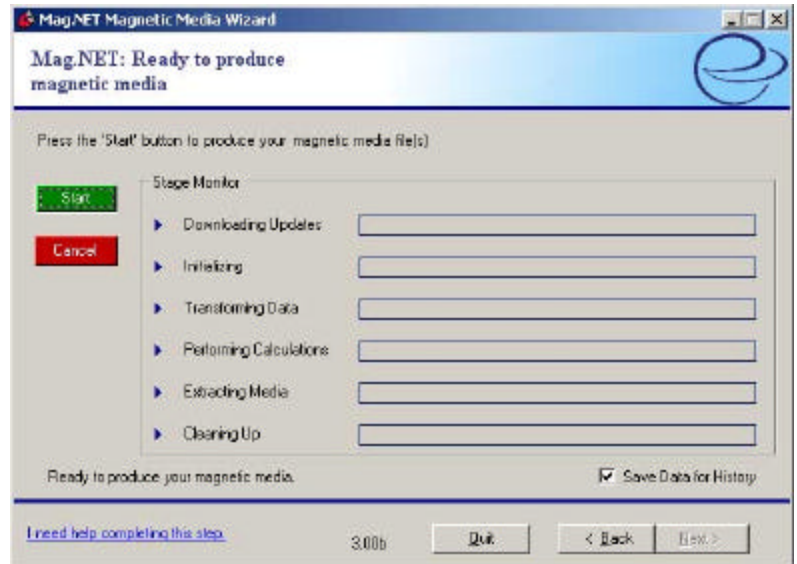 Mag.NET Magnetic Media Wizard
Mag.NET: Ready to produce
magnetic media
Press the 'Start' button to produce your magnetic media file(s)
Start
Cancel
Stage Monitor
Downloading Updates
Initializing
Transforming Data
Performing Calculations
Extracting Media
Cleaning Up
Ready to produce your magnetic media.
Save Data for History
I need help completing this step.
3.00b
Quit
< Back
Next >